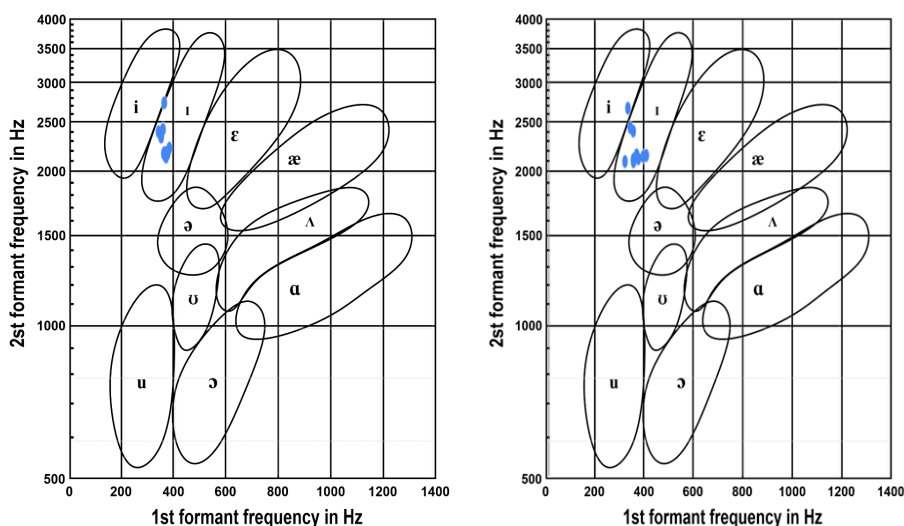 4000
3500
3000
2500
2000
1500
1000
500
0
200
400
600
800
1000
1200
1400
2st formant frequency in Hz
1st formant frequency in Hz
i
ɪ
ɛ
æ
ə
ʌ
ʊ
ɑ
u
ɔ
4000
3500
3000
2500
2000
1500
1000
500
0
200
400
600
800
1000
1200
1400
2st formant frequency in Hz
1st formant frequency in Hz
i
ɪ
ɛ
æ
ə
ʌ
ʊ
ɑ
u
ɔ